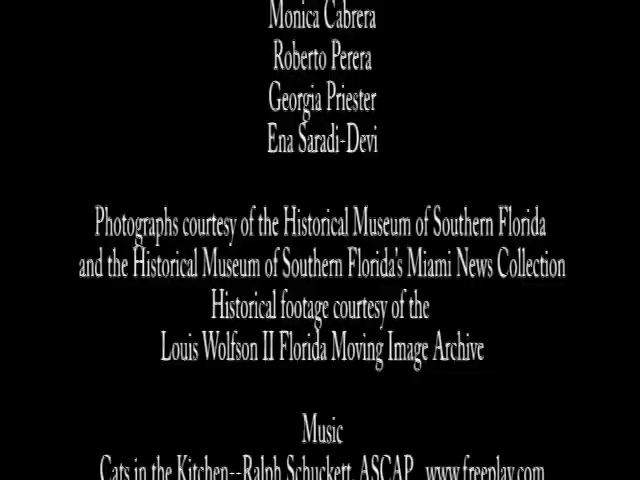 Monica Cabrera
Roberto Perera
Georgia Priester
Ena Saradi-Devi
Photographs courtesy of the Historical Museum of Southern Florida
and the Historical Museum of Southern Florida's Miami News Collection
Historical footage courtesy of the
Louis Wolfson II Florida Moving Image Archive
Music
Cats in the Kitchen--Ralph Schuckett, ASCAP www.freeplay.com